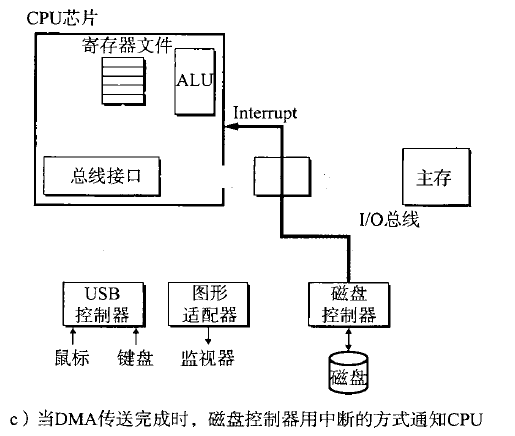 CPU芯片
寄存器文件
ALU
Interrupt
总线接口
主存
I/O总线
USB
控制器
图形
适配器
磁盘
控制器
鼠标
键盘
监视器
磁盘
c）当DMA传送完成时，磁盘控制器用中断的方式通知CPU